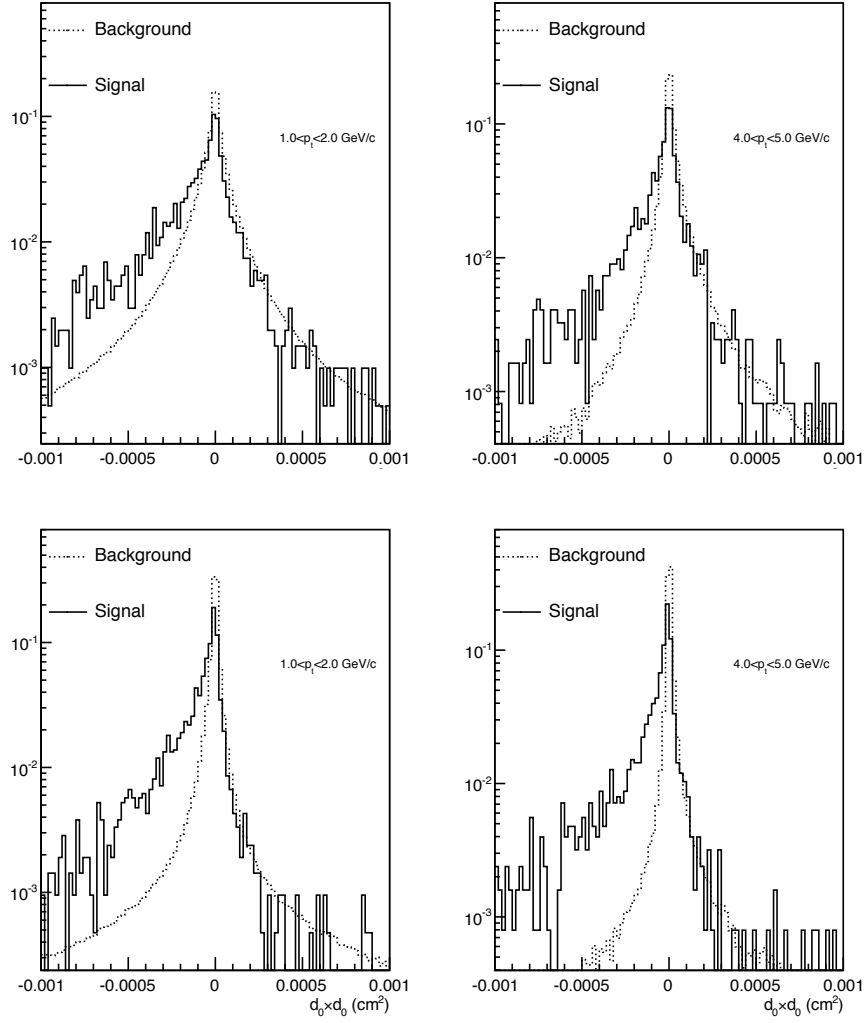 Background
Signal
1.0<p_t<2.0 GeV/c
10^-1
10^-2
10^-3
-0.001 -0.0005 0 0.0005 0.001
Background
Signal
4.0<p_t<5.0 GeV/c
10^-1
10^-2
10^-3
-0.001 -0.0005 0 0.0005 0.001
Background
Signal
1.0<p_t<2.0 GeV/c
10^-1
10^-2
10^-3
-0.001 -0.0005 0 0.0005 0.001
d_0×d_0 (cm^2)
Background
Signal
4.0<p_t<5.0 GeV/c
10^-1
10^-2
10^-3
-0.001 -0.0005 0 0.0005 0.001
d_0×d_0 (cm^2)